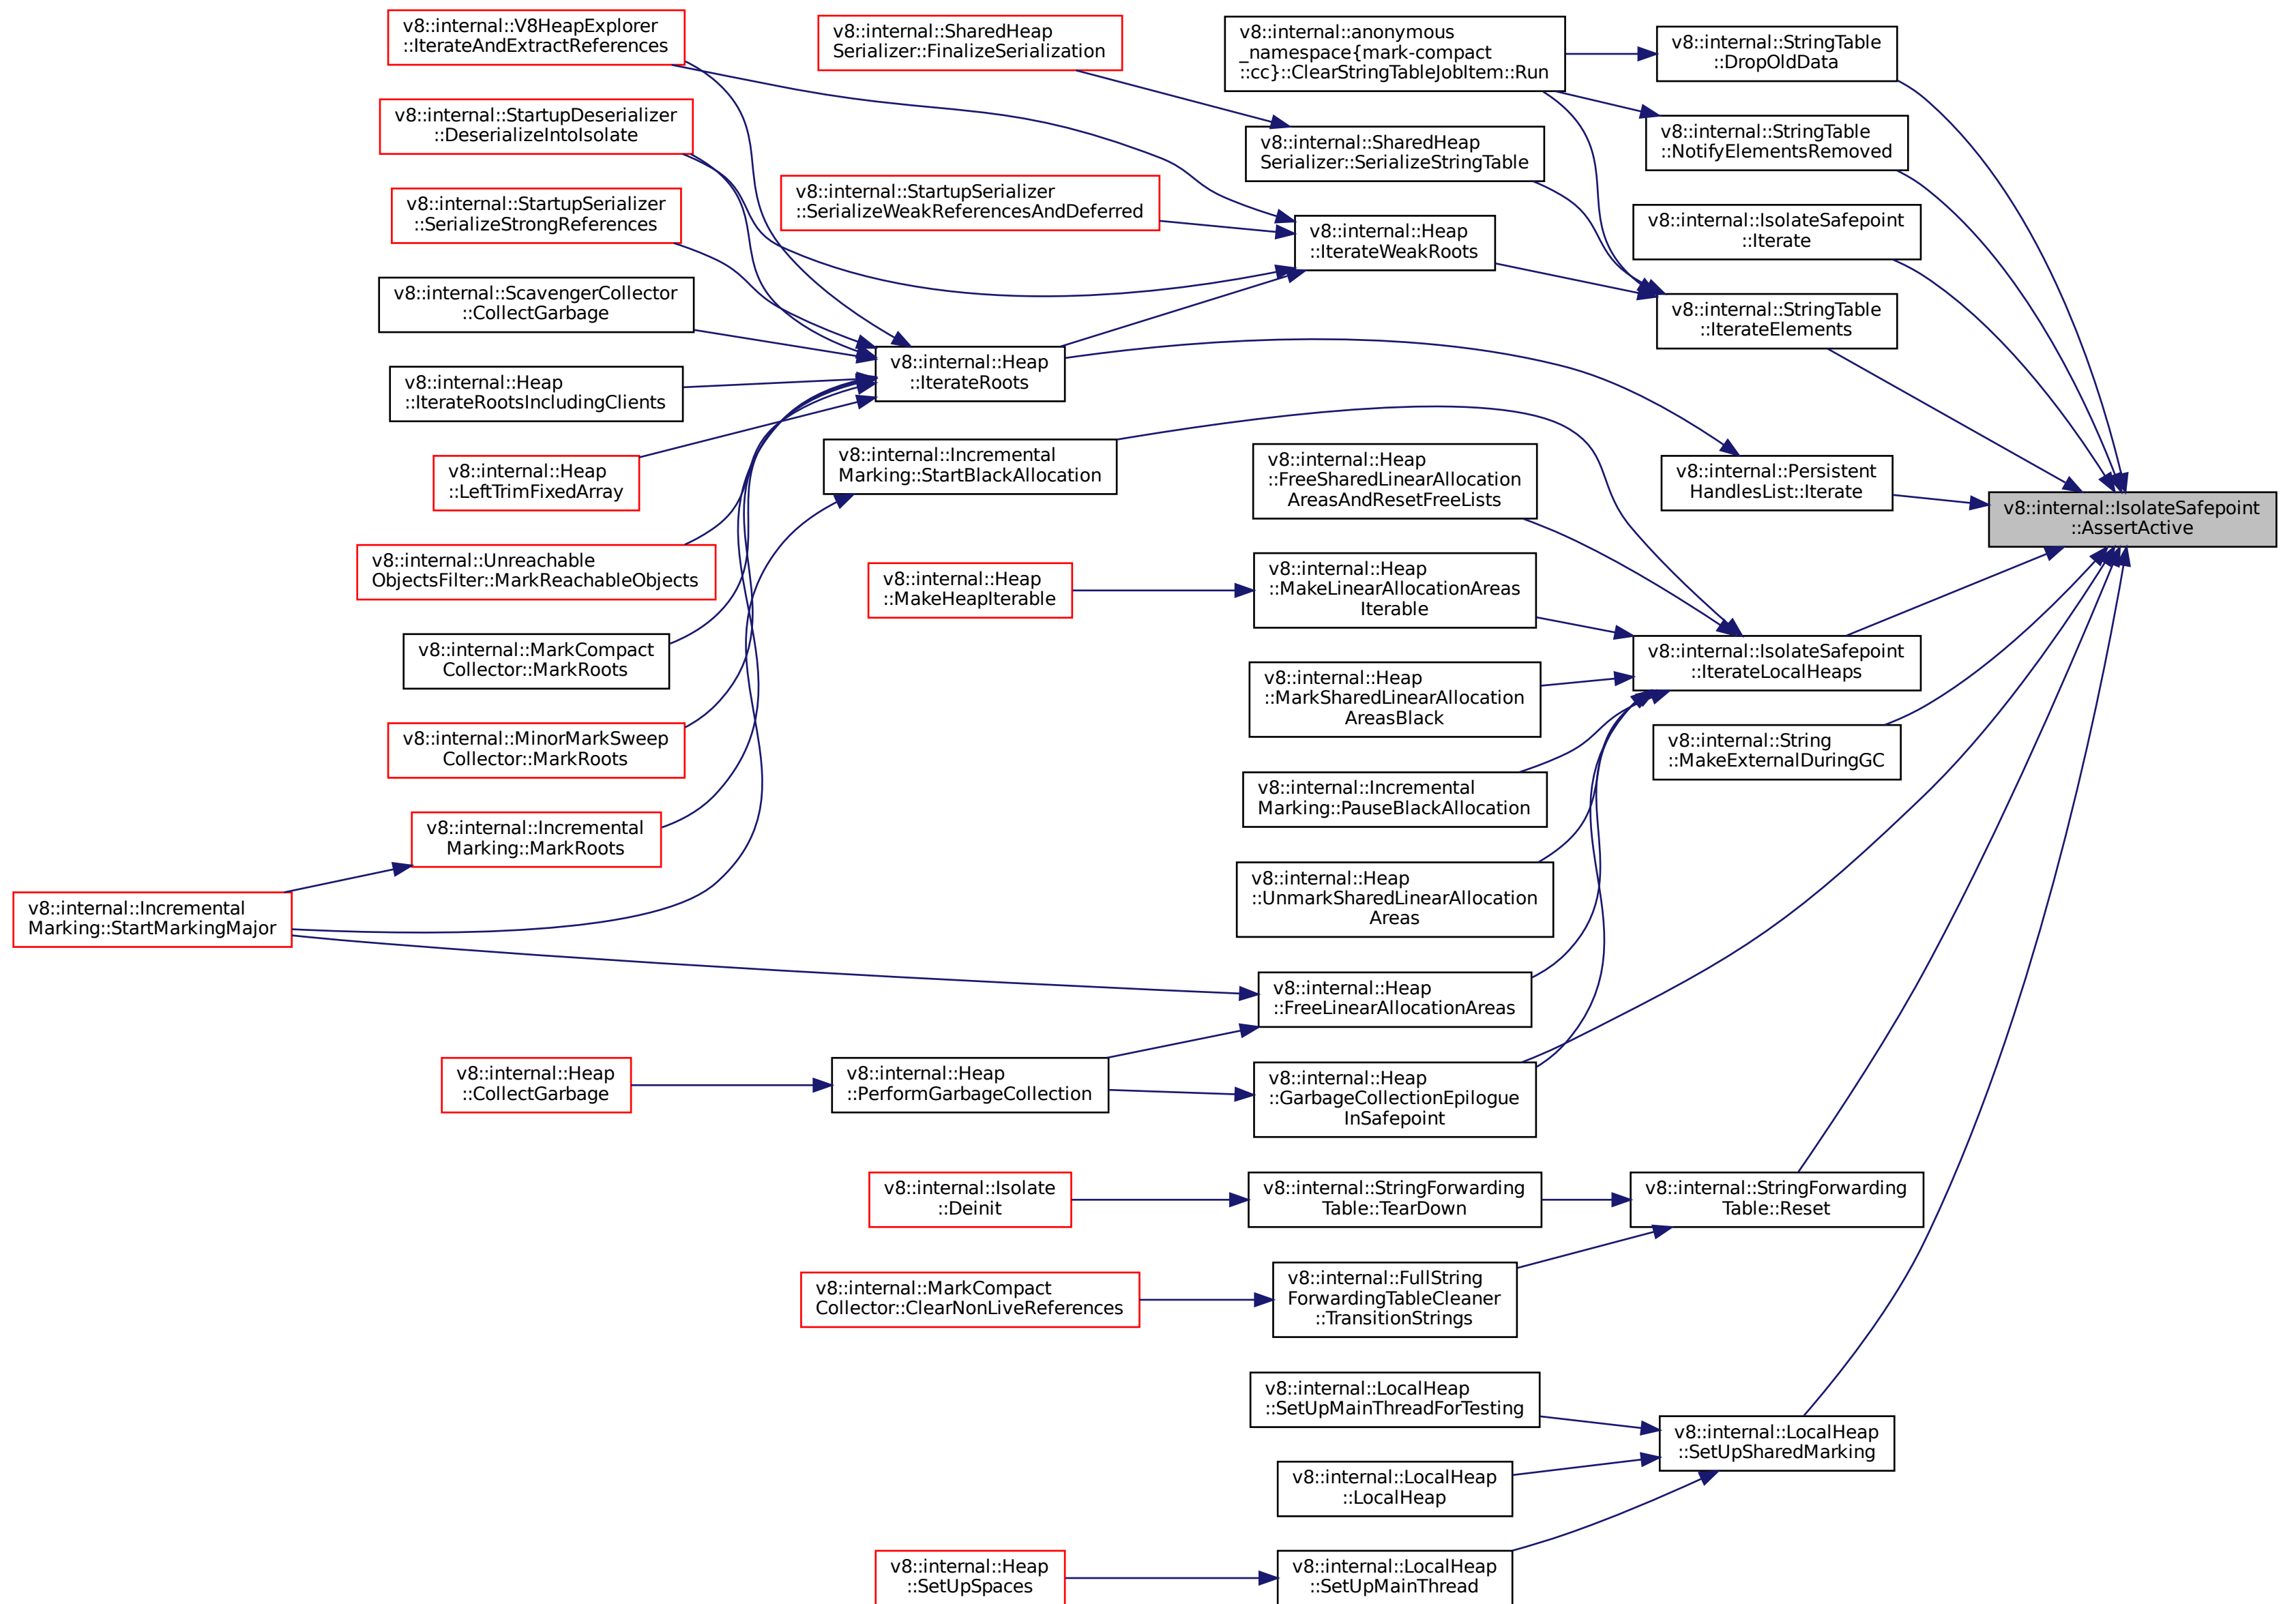 v8::internal::V8HeapExplorer
::IterateAndExtractReferences
v8::internal::StartupDeserializer
::DeserializeIntoIsolate
v8::internal::StartupSerializer
::SerializeStrongReferences
v8::internal::ScavengerCollector
::CollectGarbage
v8::internal::Heap
::IterateRootsIncludingClients
v8::internal::Heap
::LeftTrimFixedArray
v8::internal::Unreachable
ObjectsFilter::MarkReachableObjects
v8::internal::MarkCompact
Collector::MarkRoots
v8::internal::MinorMarkSweep
Collector::MarkRoots
v8::internal::Incremental
Marking::MarkRoots
v8::internal::Incremental
Marking::StartMarkingMajor
v8::internal::Heap
::CollectGarbage
v8::internal::SharedHeap
Serializer::FinalizeSerialization
v8::internal::StartupSerializer
::SerializeWeakReferencesAndDeferred
v8::internal::Heap
::IterateRoots
v8::internal::Incremental
Marking::StartBlackAllocation
v8::internal::Heap
::MakeHeapIterable
v8::internal::Heap
::PerformGarbageCollection
v8::internal::Isolate
::Deinit
v8::internal::MarkCompact
Collector::ClearNonLiveReferences
v8::internal::Heap
::SetUpSpaces
v8::internal::anonymous
_namespace{mark-compact
::cc}::ClearStringTableJobItem::Run
v8::internal::SharedHeap
Serializer::SerializeStringTable
v8::internal::Heap
::IterateWeakRoots
v8::internal::Heap
::FreeSharedLinearAllocation
AreasAndResetFreeLists
v8::internal::Heap
::MakeLinearAllocationAreas
Iterable
v8::internal::Heap
::MarkSharedLinearAllocation
AreasBlack
v8::internal::Incremental
Marking::PauseBlackAllocation
v8::internal::Heap
::UnmarkSharedLinearAllocation
Areas
v8::internal::Heap
::FreeLinearAllocationAreas
v8::internal::Heap
::GarbageCollectionEpilogue
InSafepoint
v8::internal::StringForwarding
Table::TearDown
v8::internal::FullString
ForwardingTableCleaner
::TransitionStrings
v8::internal::LocalHeap
::SetUpMainThreadForTesting
v8::internal::LocalHeap
::LocalHeap
v8::internal::LocalHeap
::SetUpMainThread
v8::internal::StringTable
::DropOldData
v8::internal::StringTable
::NotifyElementsRemoved
v8::internal::IsolateSafepoint
::Iterate
v8::internal::StringTable
::IterateElements
v8::internal::Persistent
HandlesList::Iterate
v8::internal::IsolateSafepoint
::IterateLocalHeaps
v8::internal::String
::MakeExternalDuringGC
v8::internal::StringForwarding
Table::Reset
v8::internal::LocalHeap
::SetUpSharedMarking
v8::internal::IsolateSafepoint
::AssertActive